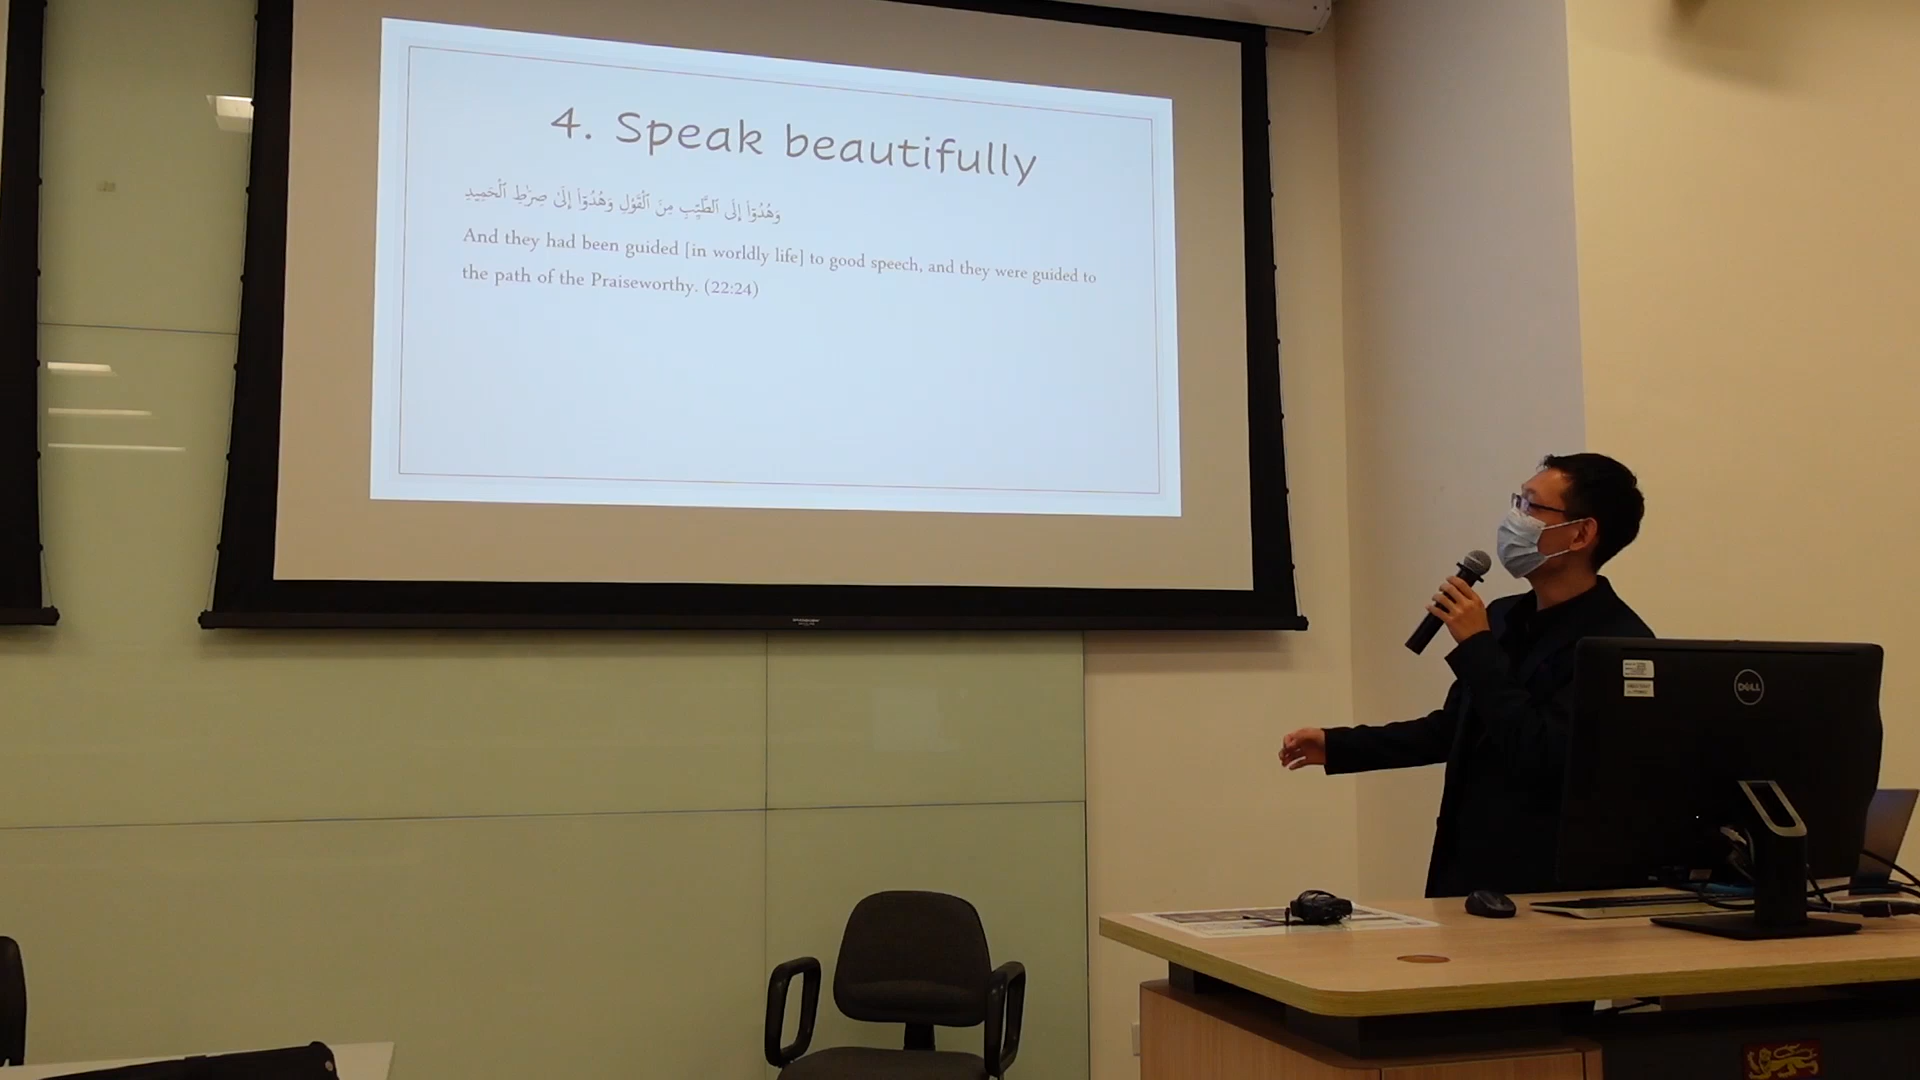 4. Speak beautifully
وَهُدُوٓا۟ إِلَى ٱلطَّيِّبِ مِنَ ٱلْقَوْلِ وَهُدُوٓا۟ إِلَىٰ صِرَٰطِ ٱلْحَمِيدِ
And they had been guided [in worldly life] to good speech, and they were guided to
the path of the Praiseworthy. (22:24)
DELL